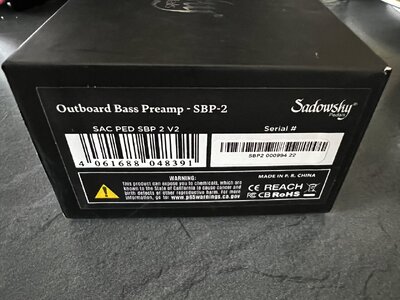 Outboard Bass Preamp - SBP-2
Sadowsky
Pedals
SAC PED SBP 2 V2
Serial #
4 061688 048391
SBP2 000994 22
WARNING:
This product can expose you to chemicals, which are
known to the State of California to cause cancer and
birth defects or other reproductive harm. For more
information, go to www.p65warnings.ca.gov
MADE IN P. R. CHINA
CE REACH
CB RoHS